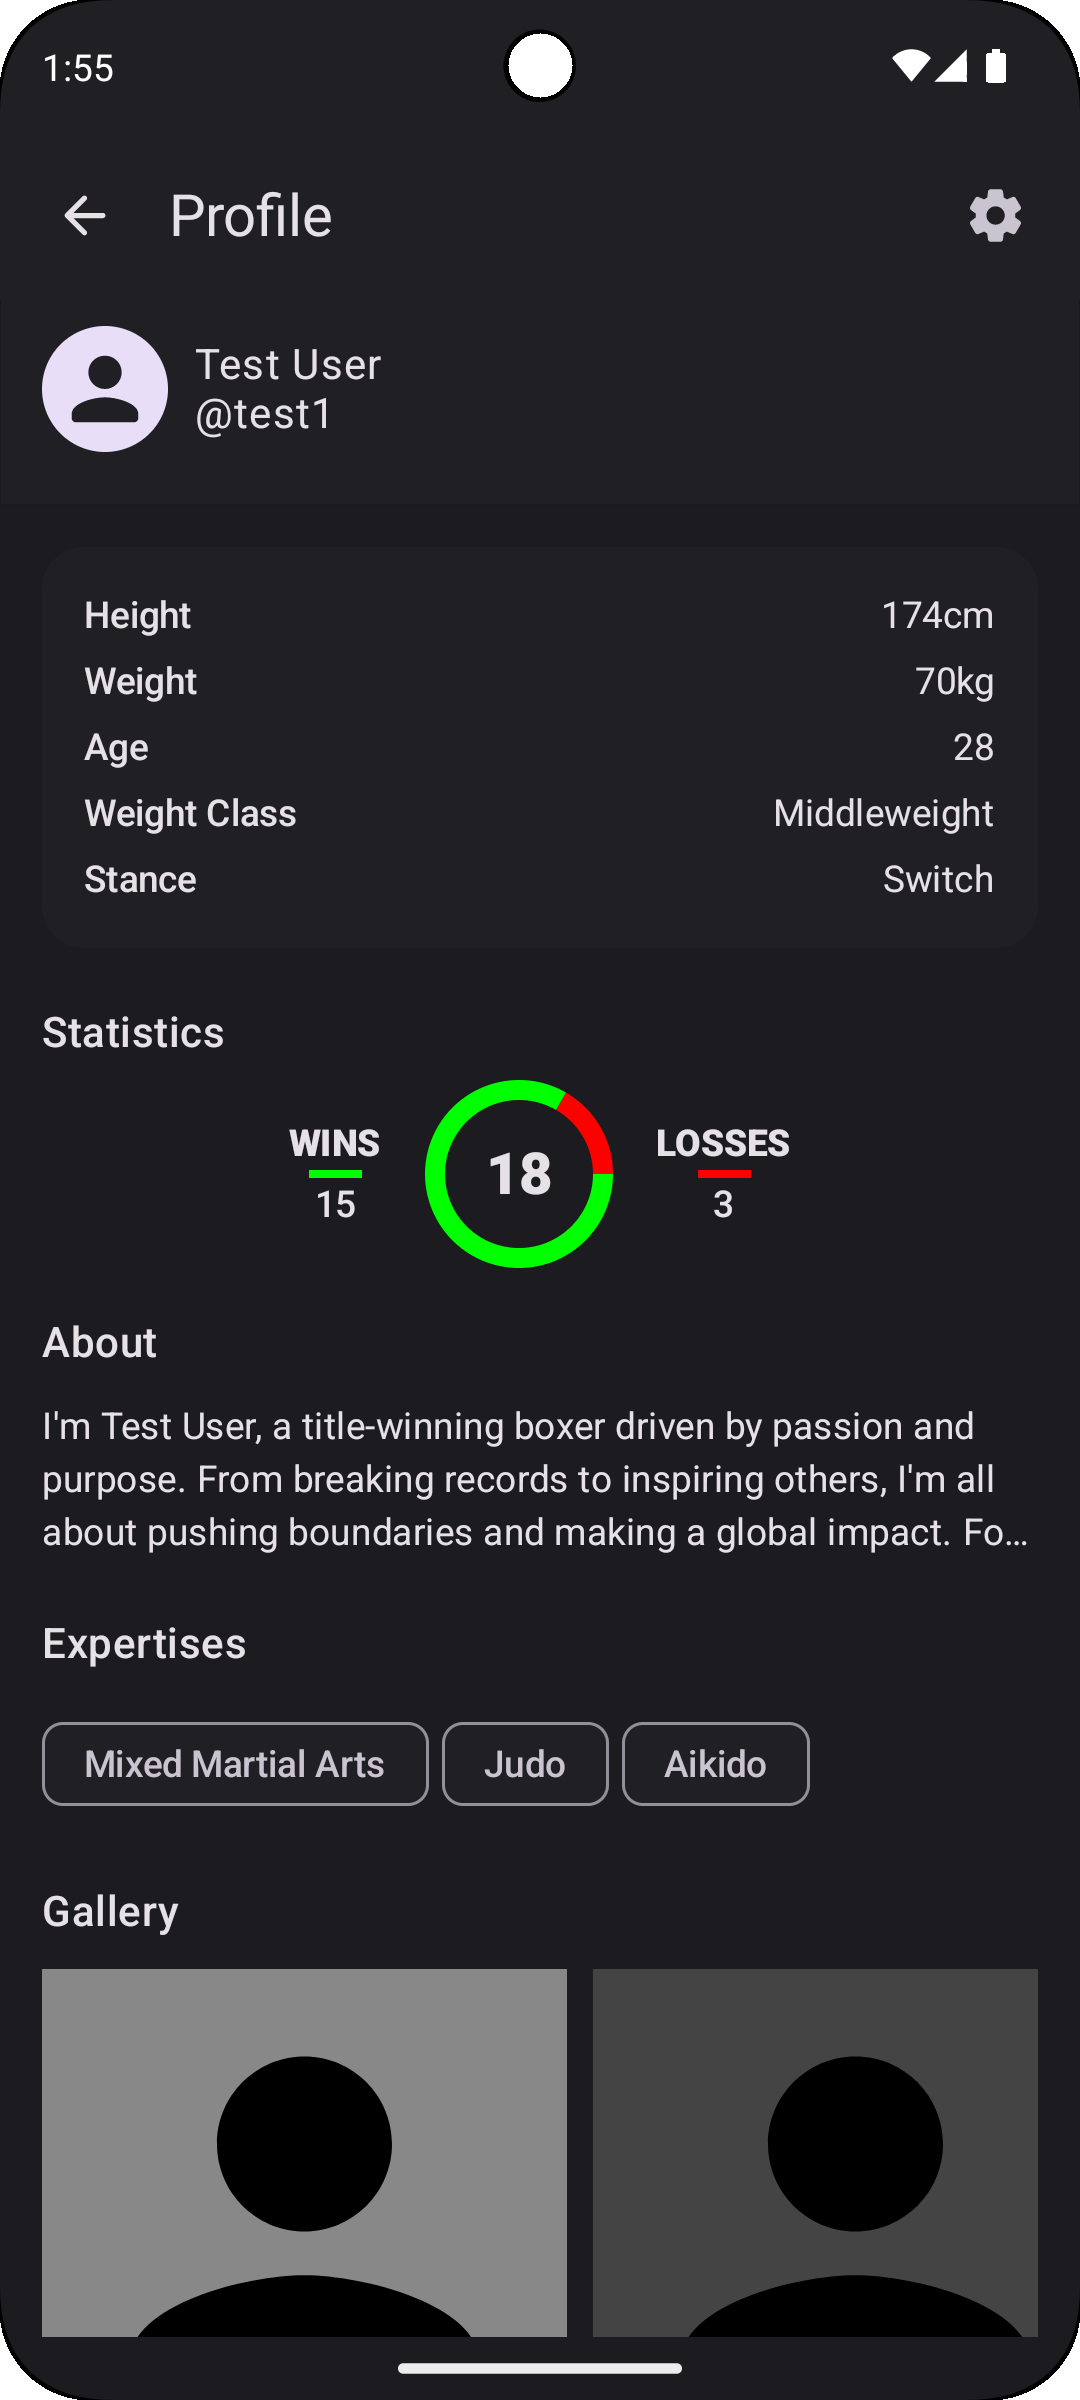 1:55
Profile
Test User
@test1
Height 174cm
Weight 70kg
Age 28
Weight Class Middleweight
Stance Switch
Statistics
WINS
15
18
LOSSES
3
About
I'm Test User, a title-winning boxer driven by passion and
purpose. From breaking records to inspiring others, I'm all
about pushing boundaries and making a global impact. Fo...
Expertises
Mixed Martial Arts Judo Aikido
Gallery